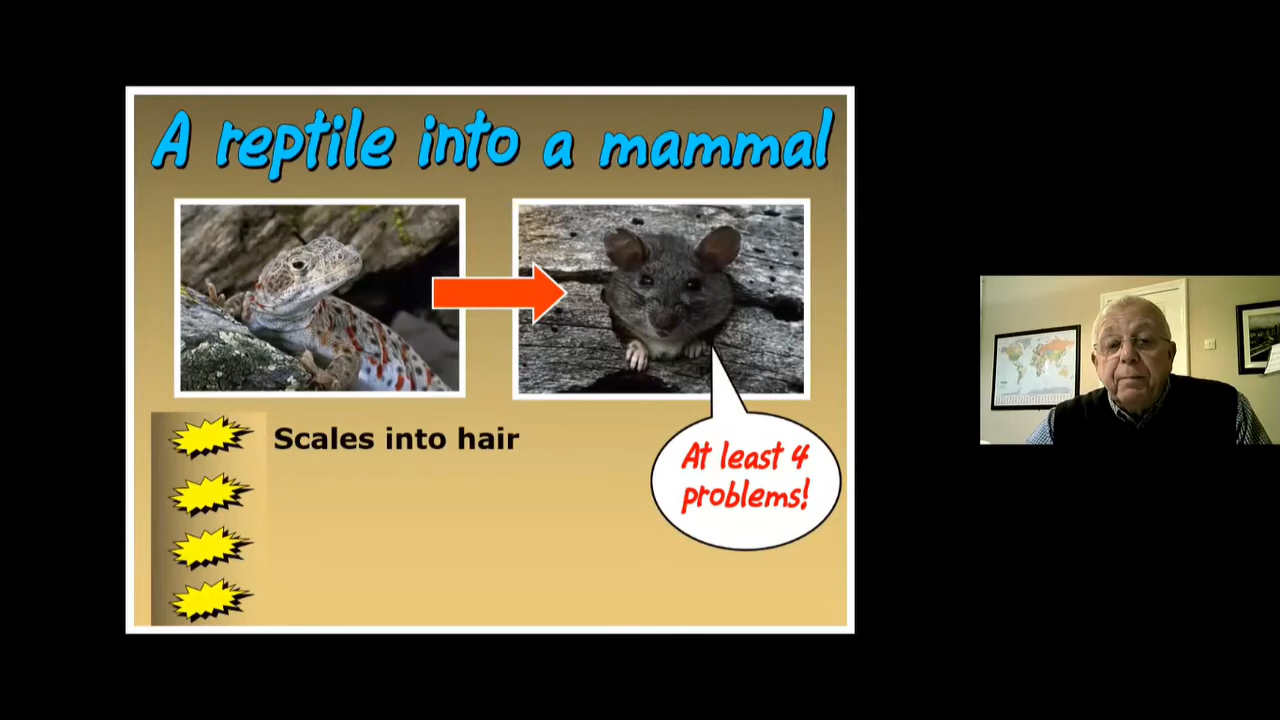 A reptile into a mammal
Scales into hair
At least 4
problems!